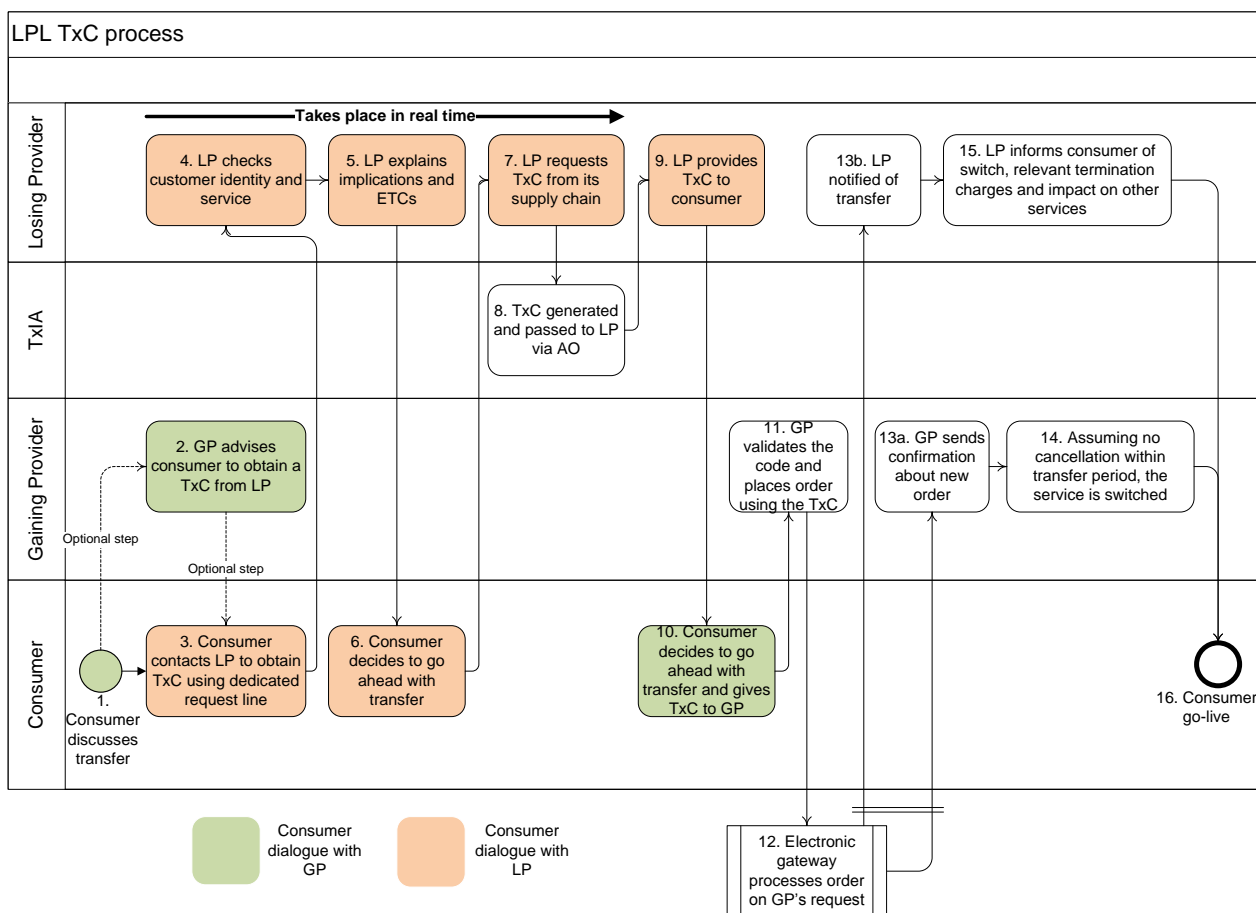 LPL TxC process
Takes place in real time
Losing Provider
4. LP checks
customer identity and
service
5. LP explains
implications and
ETCs
7. LP requests
TxC from its
supply chain
9. LP provides
TxC to
consumer
13b. LP
notified of
transfer
15. LP informs consumer of
switch, relevant termination
charges and impact on other
services
TxIA
8. TxC generated
and passed to LP
via AO
Gaining Provider
2. GP advises
consumer to obtain a
TxC from LP
11. GP
validates the
code and
places order
using the TxC
13a. GP sends
confirmation
about new
order
14. Assuming no
cancellation within
transfer period, the
service is switched
Optional step
Optional step
Consumer
1.
Consumer
discusses
transfer
3. Consumer
contacts LP to obtain
TxC using dedicated
request line
6. Consumer
decides to go
ahead with
transfer
10. Consumer
decides to go
ahead with
transfer and gives
TxC to GP
16. Consumer
go-live
Consumer
dialogue with
GP
Consumer
dialogue with
LP
12. Electronic
gateway
processes order
on GP's request